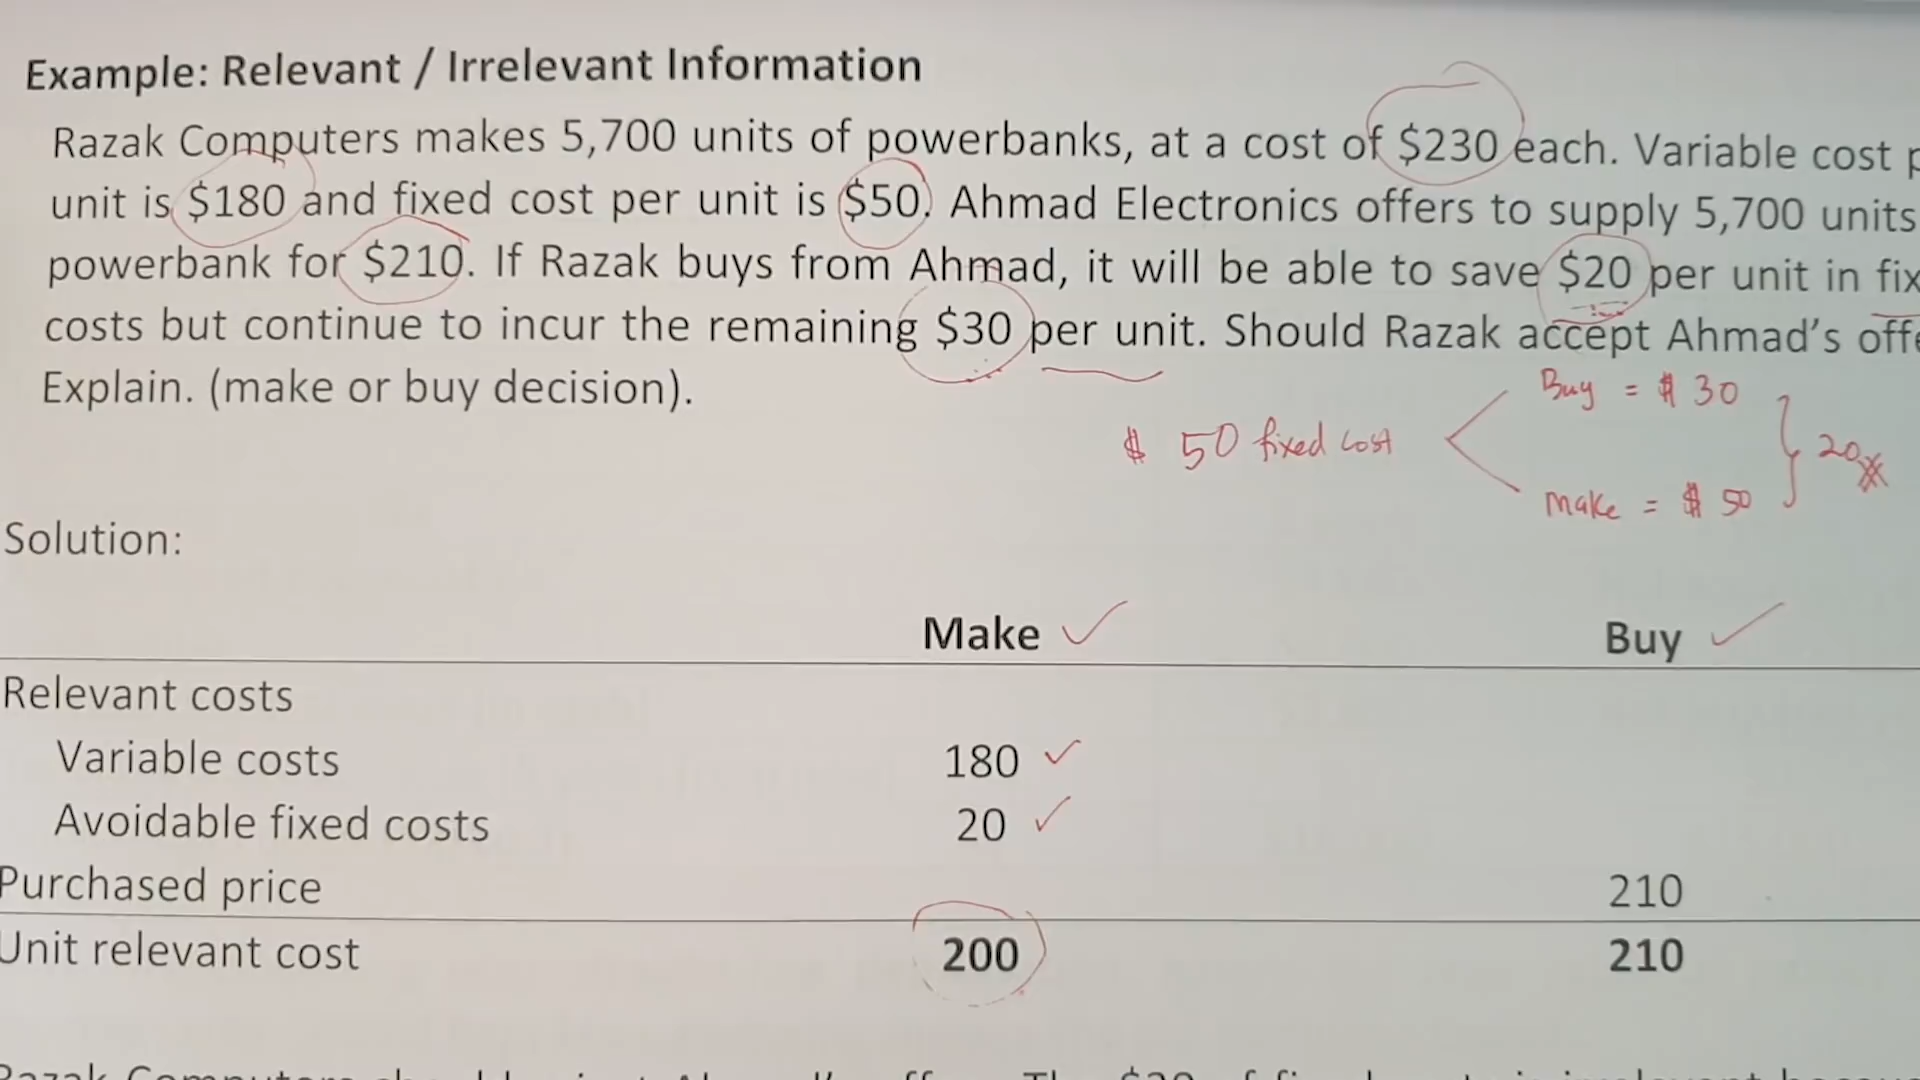 Example: Relevant / Irrelevant Information
Razak Computers makes 5,700 units of powerbanks, at a cost of $230 each. Variable cost
unit is $180 and fixed cost per unit is $50. Ahmad Electronics offers to supply 5,700 units
powerbank for $210. If Razak buys from Ahmad, it will be able to save $20 per unit in
costs but continue to incur the remaining $30 per unit. Should Razak accept Ahmad's
Explain. (make or buy decision).
Buy = $ 30
$ 50 fixed cost
20
Make = $ 50
Solution:
Make Buy
Relevant costs
Variable costs 180
Avoidable fixed costs 20
Purchased price 210
Unit relevant cost 200 210